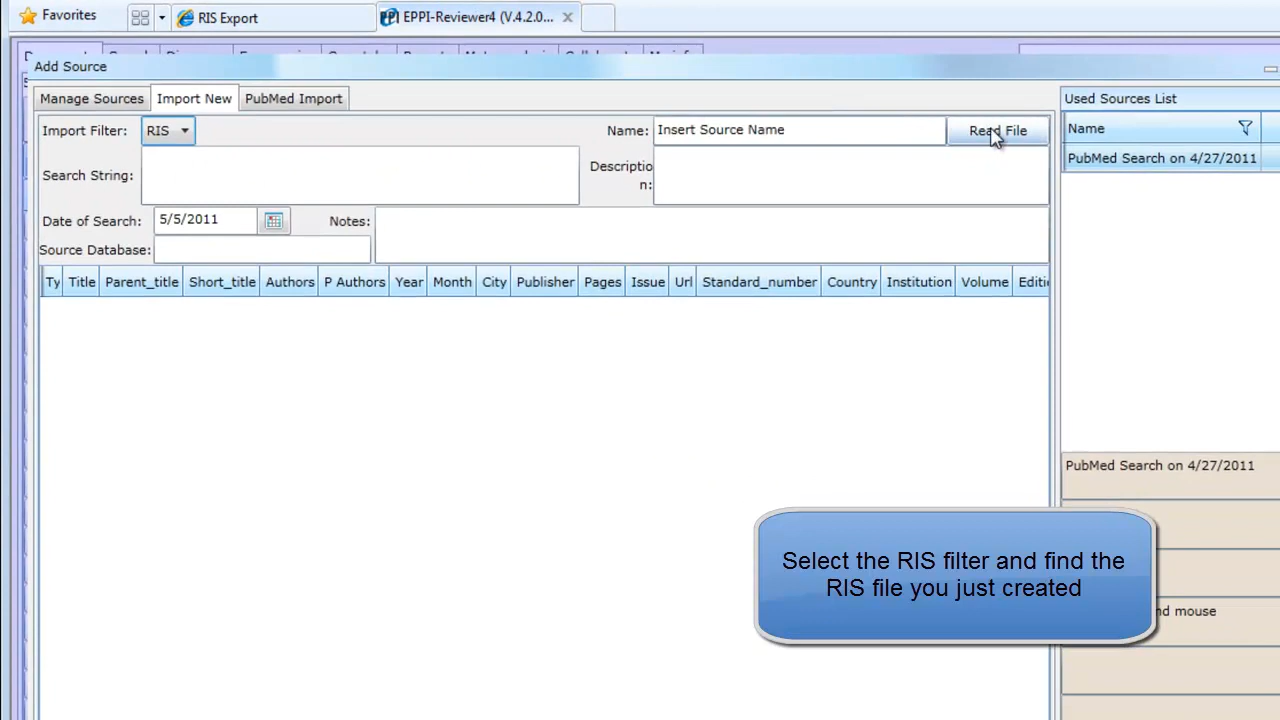 Favorites
RIS Export
EPPI-Reviewer4 (V.4.2.0...
Add Source
Manage Sources
Import New
PubMed Import
Used Sources List
Import Filter:
RIS
Name:
Insert Source Name
Read File
Name
PubMed Search on 4/27/2011
Search String:
Descriptio
n:
Date of Search:
5/5/2011
Notes:
Source Database:
Ty Title Parent_title Short_title Authors P Authors Year Month City Publisher Pages Issue Url Standard_number Country Institution Volume Editi
PubMed Search on 4/27/2011
Select the RIS filter and find the
RIS file you just created
nd mouse